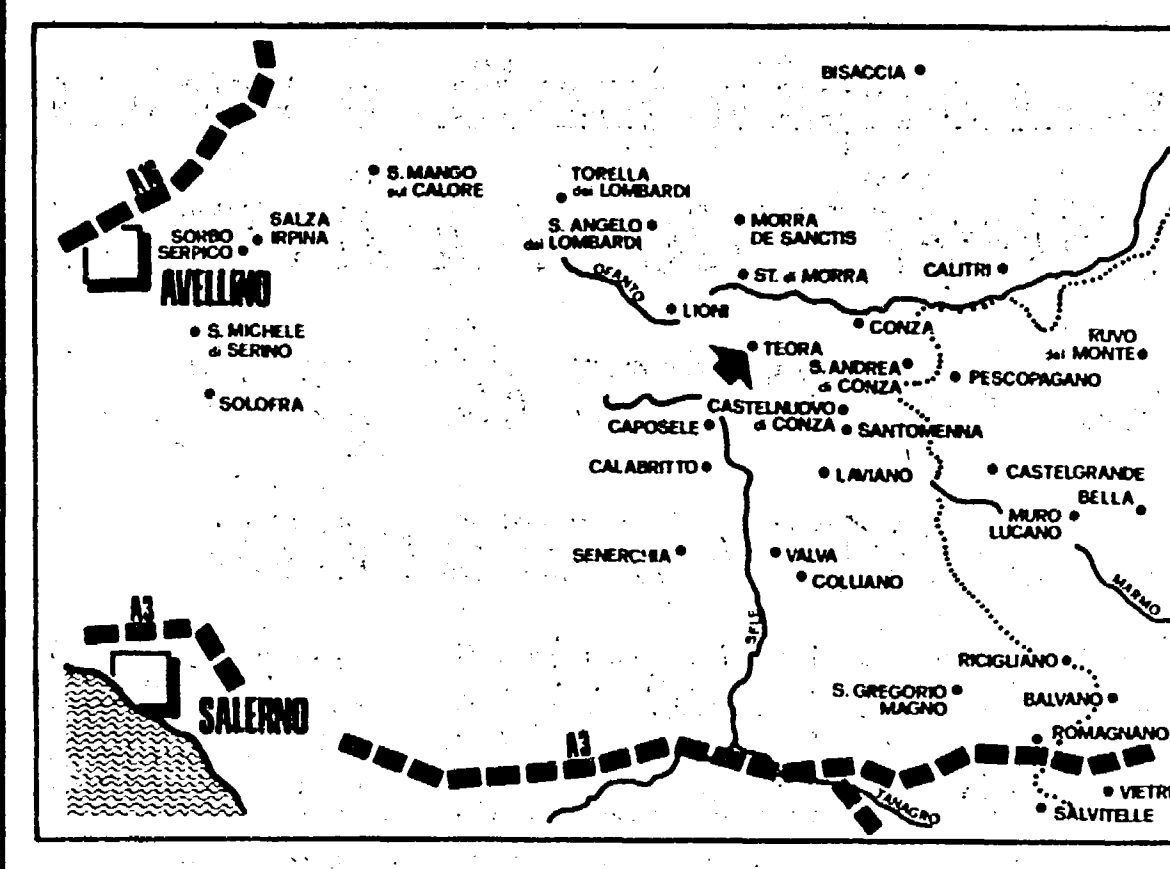 BISACCIA
A16
S. MANGO
sul CALORE
TORELLA
dei LOMBARDI
SALZA
IRPINA
SORBO
SERPICO
S. ANGELO
dei LOMBARDI
MORRA
DE SANCTIS
AVELLINO
OFANTO
ST. di MORRA
CALITRI
LIONI
S. MICHELE
di SERINO
CONZA
RUVO
del MONTE
TEORA
S. ANDREA
di CONZA
PESCOPAGANO
SOLOFRA
CASTELNUOVO
di CONZA
CAPOSELE
SANTOMENNA
CALABRITTO
LAVIANO
CASTELGRANDE
BELLA
MURO
LUCANO
SENERCHIA
VALVA
COLLIANO
MARMO
A3
SELE
RICIGLIANO
SALERNO
S. GREGORIO
MAGNO
BALVANO
A3
ROMAGNANO
TANAGRO
VIETRI
SALVITELLE